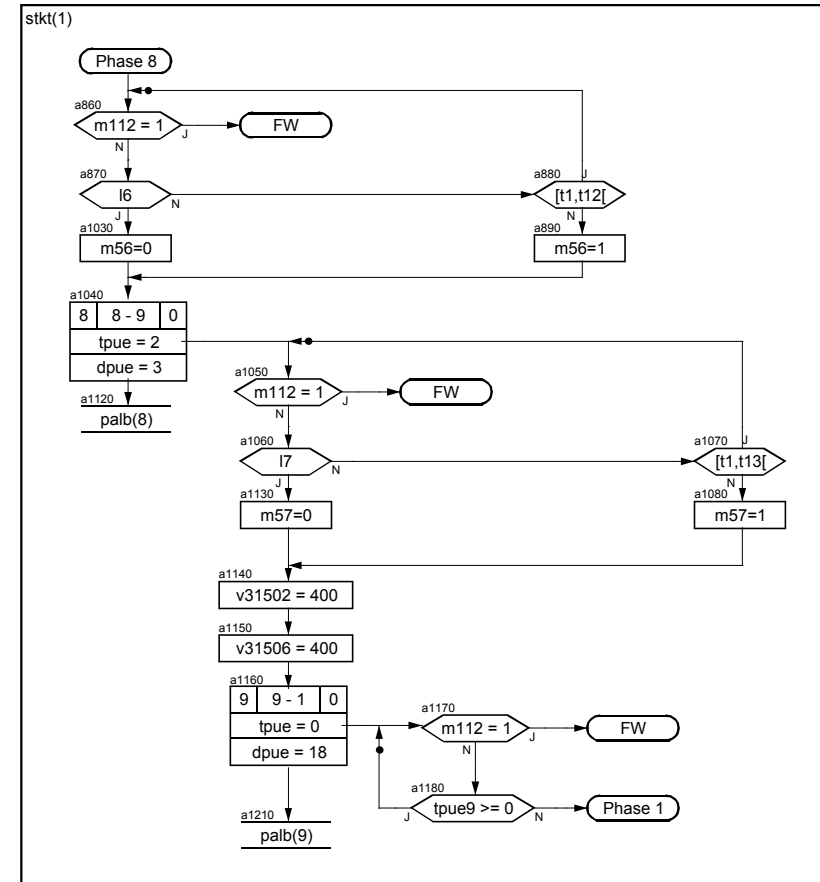 stkt(1)
Phase 8
a860
m112 = 1
J
FW
N
a870
l6
N
J
a880
J
[t1,t12[
N
a1030
m56=0
a890
m56=1
a1040
8 8 - 9 0
tpue = 2
dpue = 3
a1120
palb(8)
a1050
m112 = 1
J
FW
N
a1060
l7
N
J
a1070
J
[t1,t13[
N
a1130
m57=0
a1080
m57=1
a1140
v31502 = 400
a1150
v31506 = 400
a1160
9 9 - 1 0
tpue = 0
dpue = 18
a1170
m112 = 1
J
FW
N
a1180
tpue9 >= 0
J
N
Phase 1
a1210
palb(9)